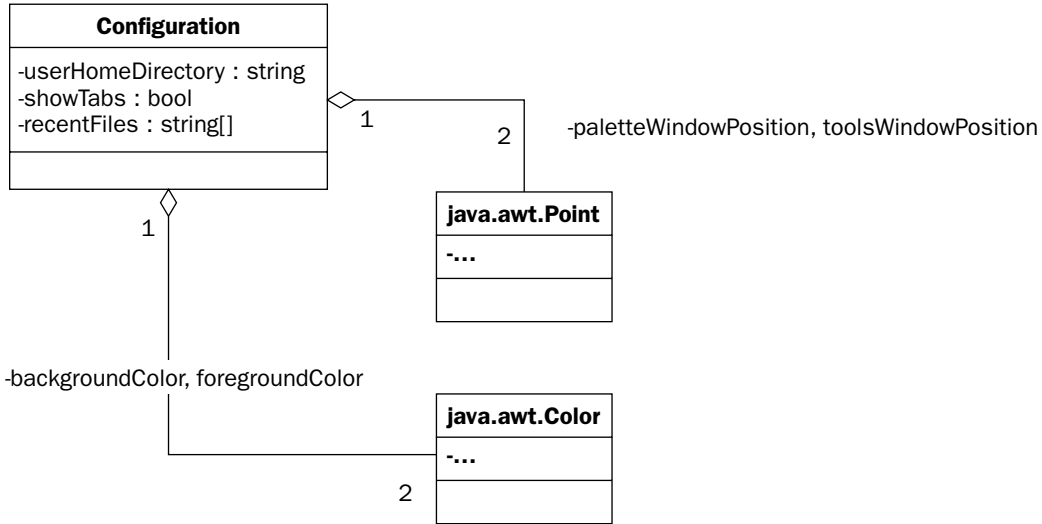 Configuration
-userHomeDirectory : string
-showTabs : bool
-recentFiles : string[]
1
2
-paletteWindowPosition, toolsWindowPosition
1
java.awt.Point
-...
-backgroundColor, foregroundColor
java.awt.Color
-...
2